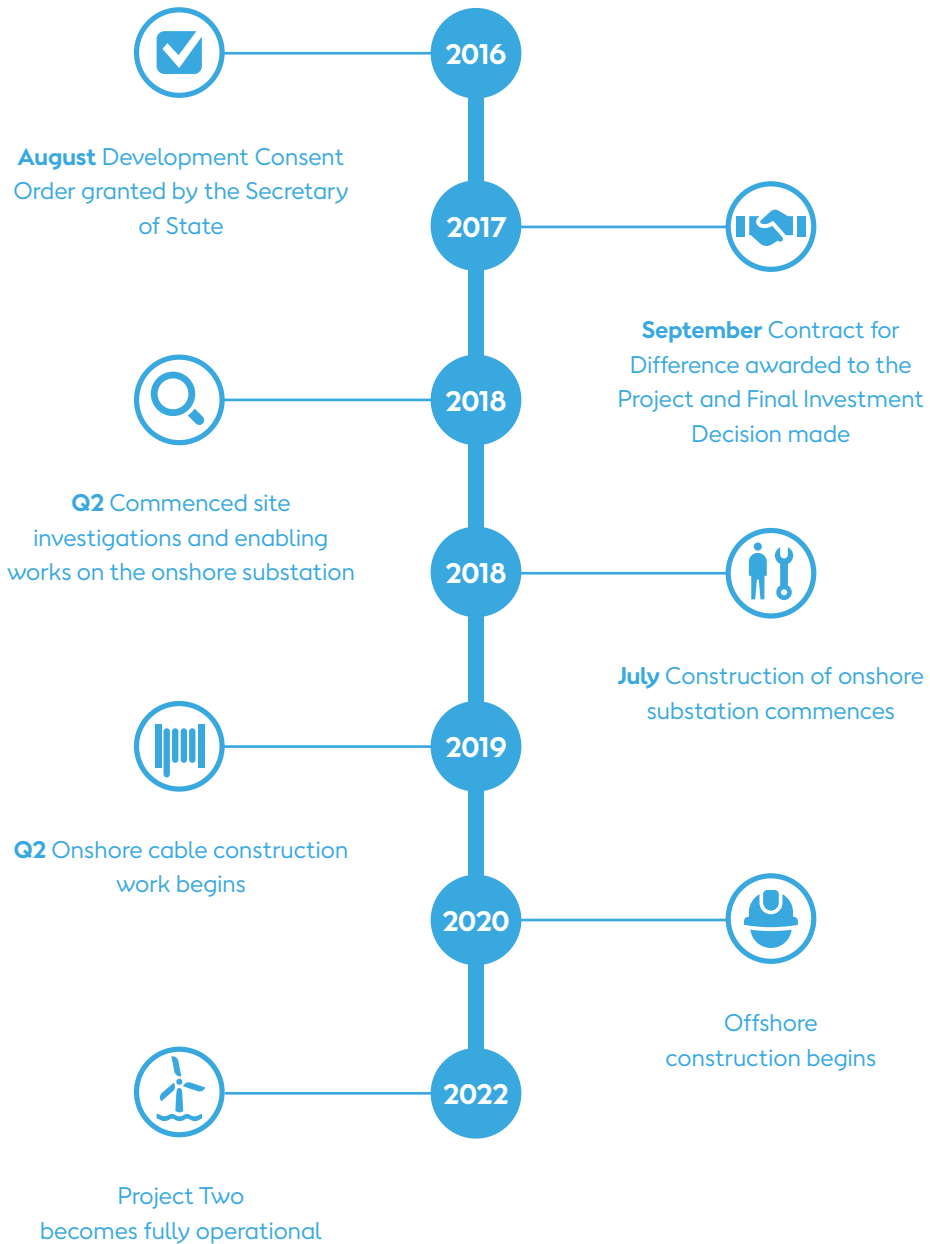 2016
August Development Consent
Order granted by the Secretary
of State
2017
September Contract for
Difference awarded to the
Project and Final Investment
Decision made
2018
Q2 Commenced site
investigations and enabling
works on the onshore substation
2018
July Construction of onshore
substation commences
2019
Q2 Onshore cable construction
work begins
2020
Offshore
construction begins
2022
Project Two
becomes fully operational